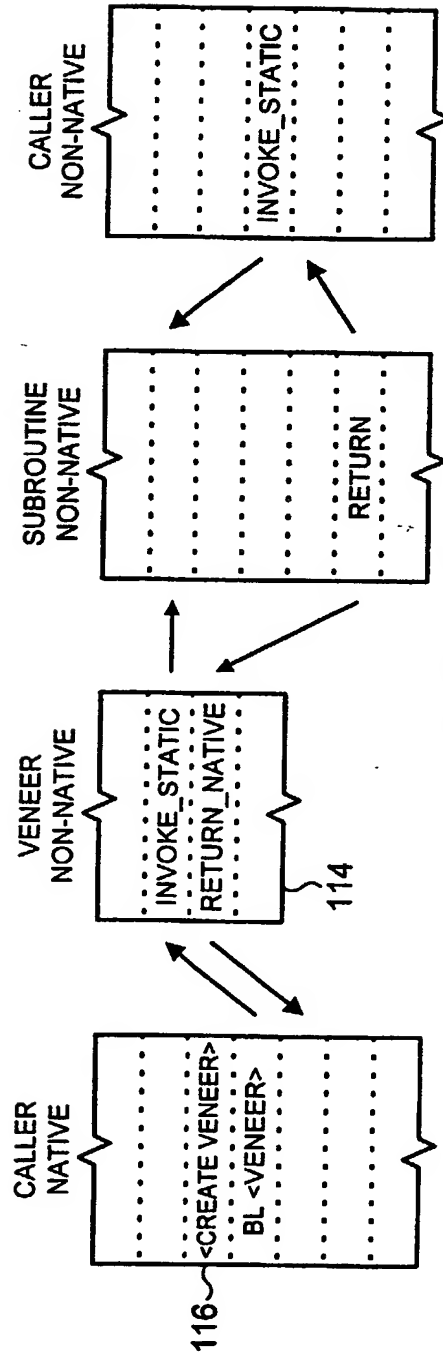 CALLER
NATIVE
<CREATE VENEER>
BL <VENEER>
116
VENEER
NON-NATIVE
INVOKE_STATIC
RETURN_NATIVE
114
SUBROUTINE
NON-NATIVE
RETURN
CALLER
NON-NATIVE
INVOKE_STATIC